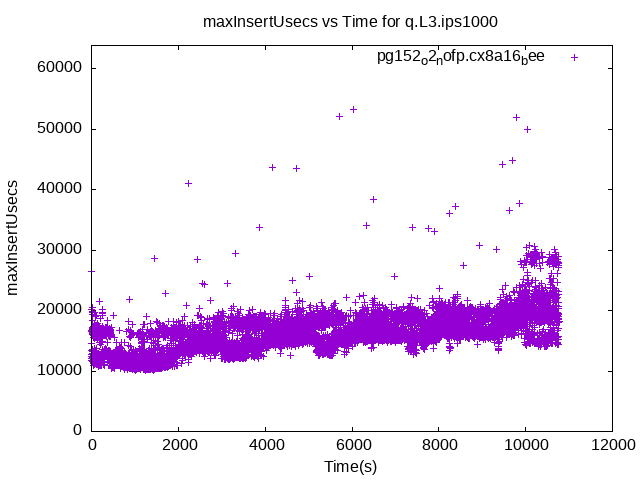 maxInsertUsecs vs Time for q.L3.ips1000
pg152_o2_nofp.cx8a16_bee
maxInsertUsecs
60000
50000
40000
30000
20000
10000
0
0 2000 4000 6000 8000 10000 12000
Time(s)